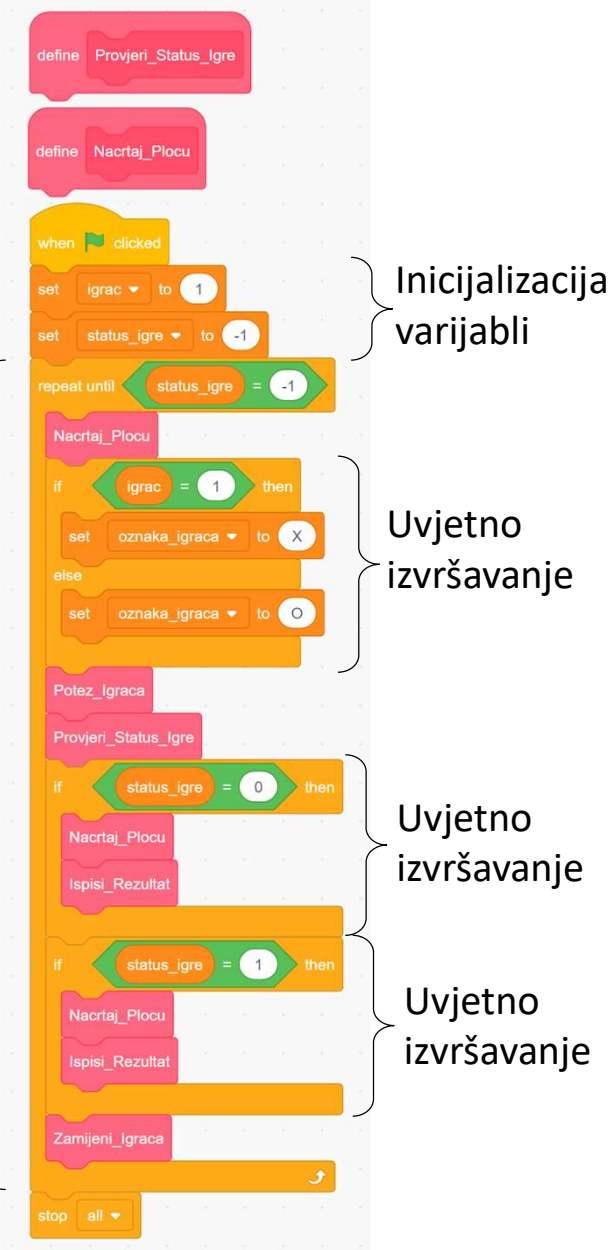 define Provjeri_Status_Igre
define Nacrtaj_Plocu
when clicked
set igrac to 1
set status_igre to -1
Inicijalizacija
varijabli
repeat until status_igre = -1
Nacrtaj_Plocu
if igrac = 1 then
set oznaka_igraca to X
else
set oznaka_igraca to O
Uvjetno
izvršavanje
Potez_Igraca
Provjeri_Status_Igre
if status_igre = 0 then
Nacrtaj_Plocu
Ispisi_Rezultat
Uvjetno
izvršavanje
if status_igre = 1 then
Nacrtaj_Plocu
Ispisi_Rezultat
Uvjetno
izvršavanje
Zamijeni_Igraca
stop all